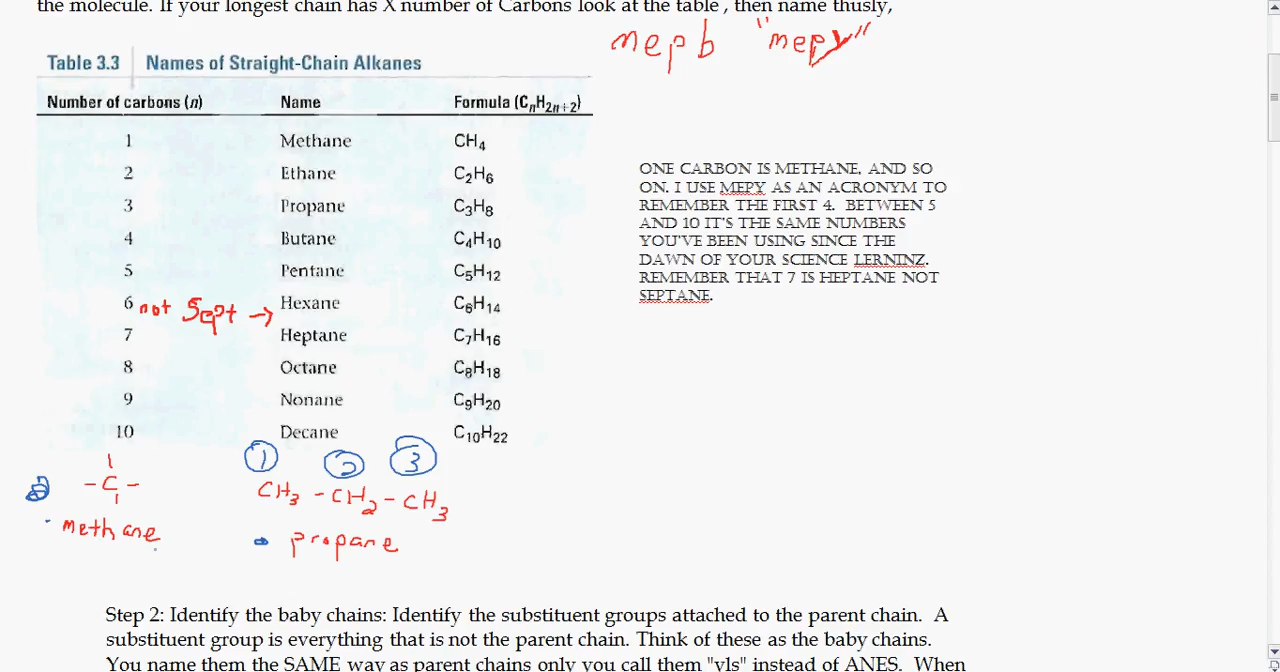 the molecule. If your longest chain has X number of Carbons look at the table , then name thusly,
mepb "mepy"
Table 3.3 Names of Straight-Chain Alkanes
Number of carbons (n) Name Formula (CnH2n+2)
1 Methane CH4
2 Ethane C2H6
3 Propane C3H8
4 Butane C4H10
5 Pentane C5H12
6 Hexane C6H14
7 Heptane C7H16
8 Octane C8H18
9 Nonane C9H20
10 Decane C10H22
not Sept →
ONE CARBON IS METHANE, AND SO
ON. I USE MEPY AS AN ACRONYM TO
REMEMBER THE FIRST 4. BETWEEN 5
AND 10 IT'S THE SAME NUMBERS
YOU'VE BEEN USING SINCE THE
DAWN OF YOUR SCIENCE LERNINZ.
REMEMBER THAT 7 IS HEPTANE NOT
SEPTANE.
1 2 3
-C- CH3 - CH2 - CH3
methane propane
Step 2: Identify the baby chains: Identify the substituent groups attached to the parent chain. A
substituent group is everything that is not the parent chain. Think of these as the baby chains.
You name them the SAME way as parent chains only you call them "yls" instead of ANES. When